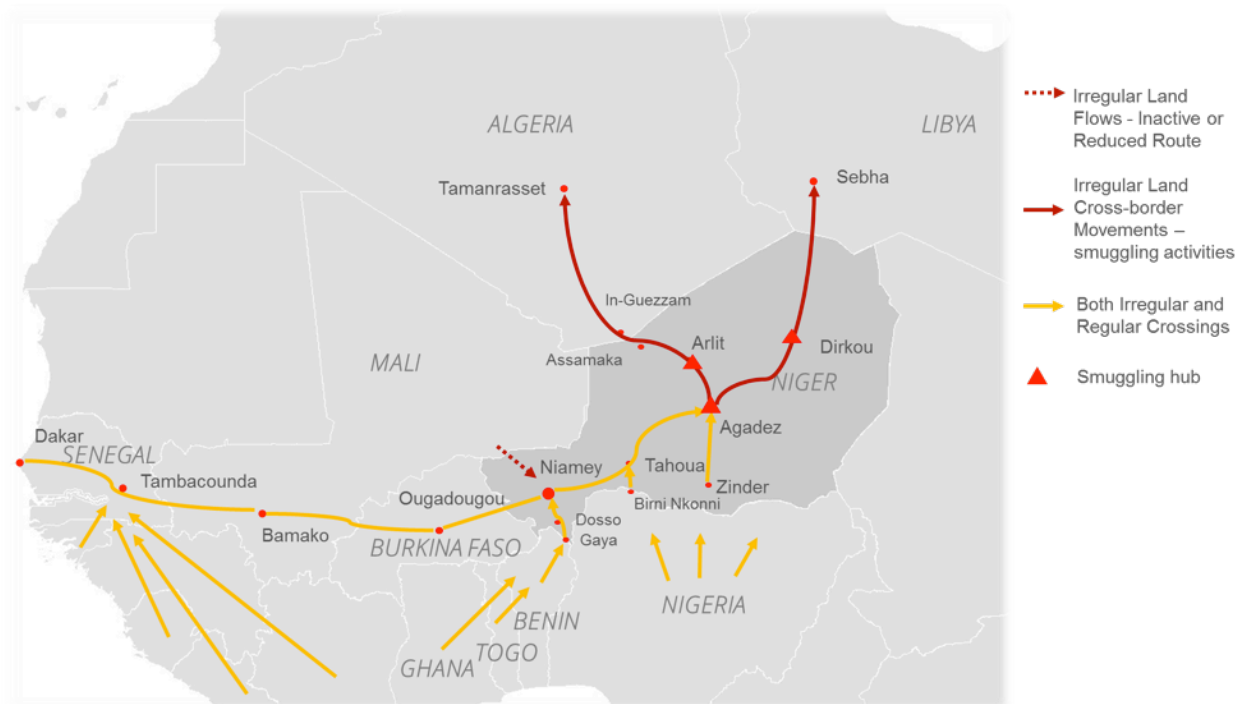 ALGERIA
LIBYA
Tamanrasset
Sebha
In-Guezzam
Assamaka
Arlit
Dirkou
MALI
NIGER
Agadez
Dakar
SENEGAL
Tambacounda
Niamey
Tahoua
Zinder
Ougadougou
Birni Nkonni
Bamako
Dosso
Gaya
BURKINA FASO
NIGERIA
BENIN
TOGO
GHANA
Irregular Land
Flows - Inactive or
Reduced Route
Irregular Land
Cross-border
Movements –
smuggling activities
Both Irregular and
Regular Crossings
Smuggling hub